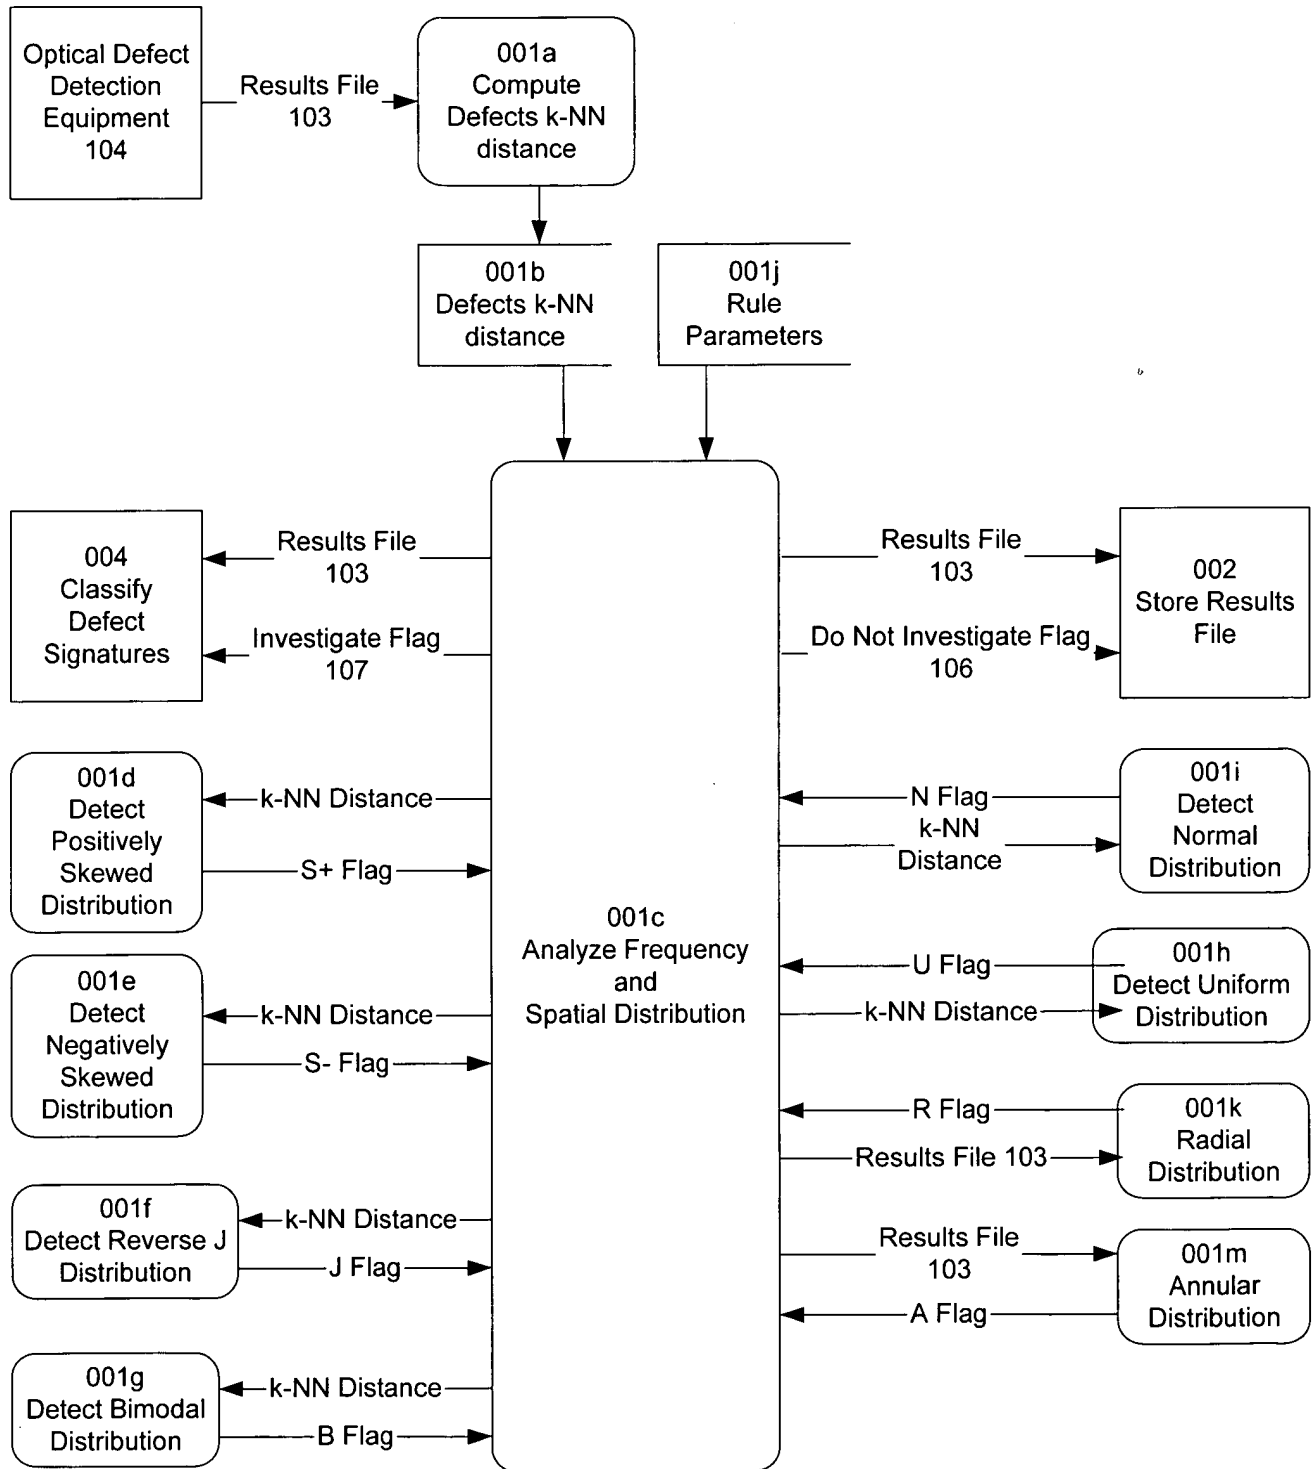 Optical Defect
Detection
Equipment
104
Results File
103
001a
Compute
Defects k-NN
distance
001b
Defects k-NN
distance
001j
Rule
Parameters
004
Classify
Defect
Signatures
Results File
103
Investigate Flag
107
Results File
103
Do Not Investigate Flag
106
002
Store Results
File
001d
Detect
Positively
Skewed
Distribution
k-NN Distance
S+ Flag
001e
Detect
Negatively
Skewed
Distribution
k-NN Distance
S- Flag
001f
Detect Reverse J
Distribution
k-NN Distance
J Flag
001g
Detect Bimodal
Distribution
k-NN Distance
B Flag
001c
Analyze Frequency
and
Spatial Distribution
N Flag
k-NN
Distance
001i
Detect
Normal
Distribution
U Flag
k-NN Distance
001h
Detect Uniform
Distribution
R Flag
Results File 103
001k
Radial
Distribution
Results File
103
A Flag
001m
Annular
Distribution